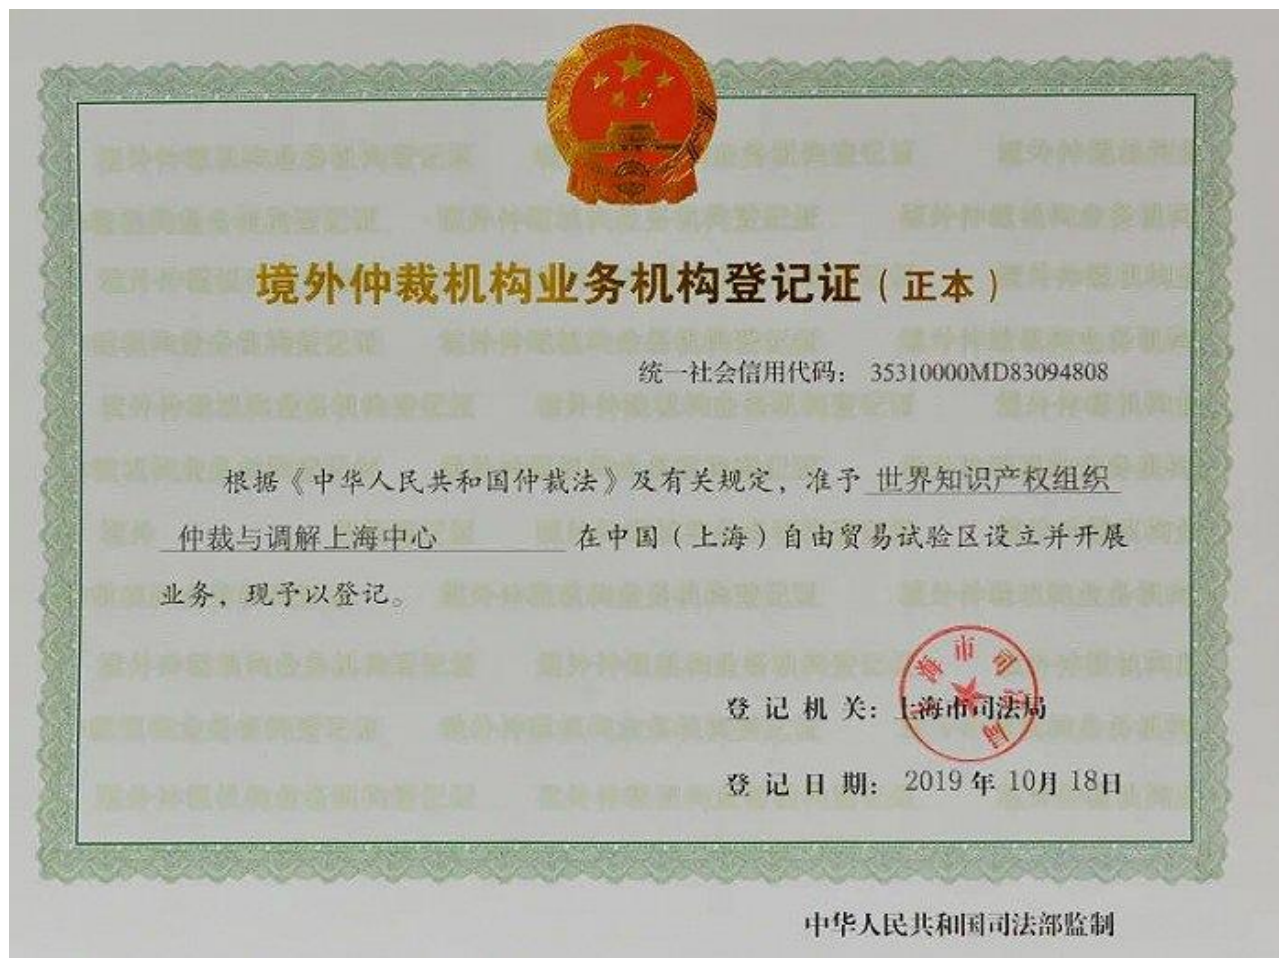 境外仲裁机构业务机构登记证（正本）
统一社会信用代码： 35310000MD83094808
根据《中华人民共和国仲裁法》及有关规定，准予 世界知识产权组织
仲裁与调解上海中心 在中国（上海）自由贸易试验区设立并开展
业务，现予以登记。
登记机关：上海市司法局
登记日期： 2019 年 10月 18日
中华人民共和国司法部监制